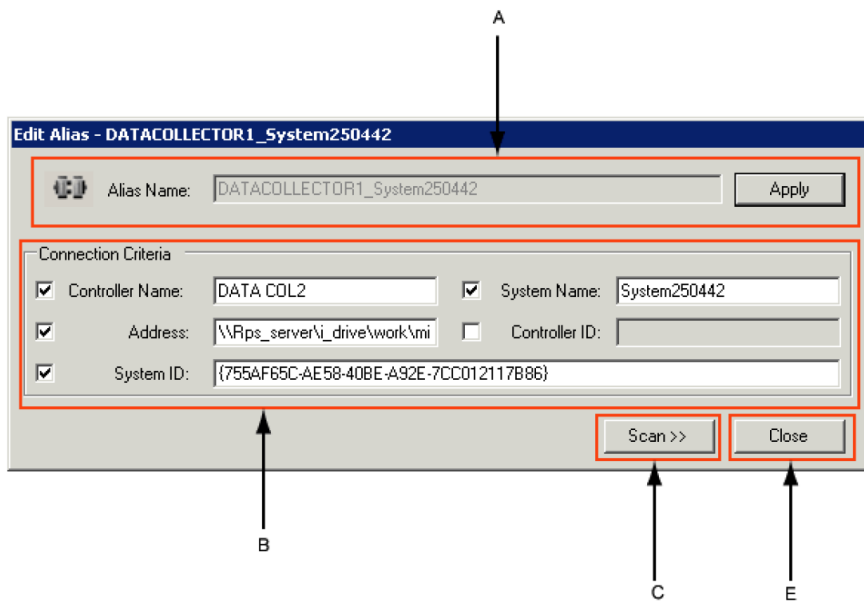 A
Edit Alias - DATACOLLECTOR1_System250442
Alias Name: DATACOLLECTOR1_System250442 Apply
Connection Criteria
Controller Name: DATA COL2 System Name: System250442
Address: \\Rps_server\i_drive\work\mi Controller ID:
System ID: {755AF65C-AE58-40BE-A92E-7CC012117B86}
Scan >> Close
B
C E